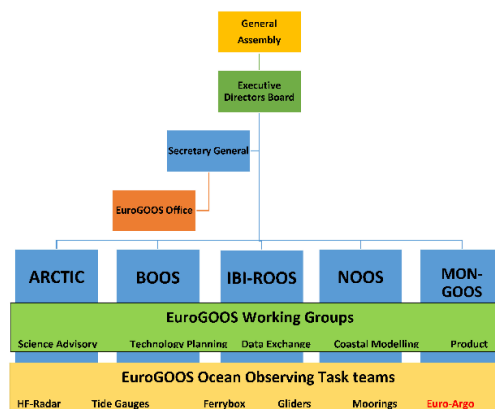 General
Assembly
Executive
Directors Board
Secretary General
EuroGOOS Office
ARCTIC BOOS IBI-ROOS NOOS MON-
GOOS
EuroGOOS Working Groups
Science Advisory Technology Planning Data Exchange Coastal Modelling Product
EuroGOOS Ocean Observing Task teams
HF-Radar Tide Gauges Ferrybox Gliders Moorings Euro-Argo